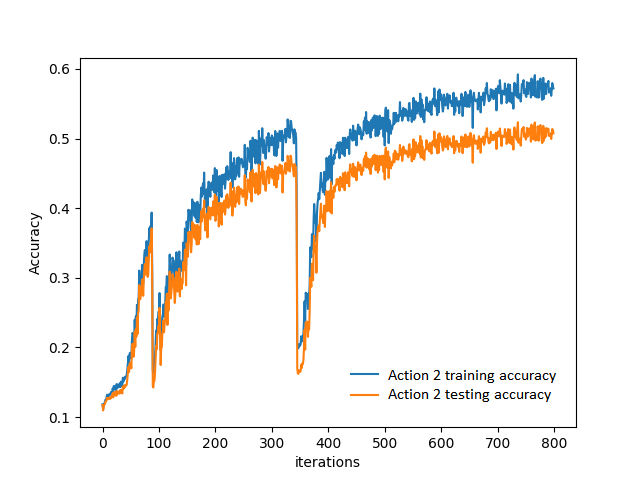 0.6
0.5
0.4
0.3
0.2
0.1
Accuracy
Action 2 training accuracy
Action 2 testing accuracy
0 100 200 300 400 500 600 700 800
iterations